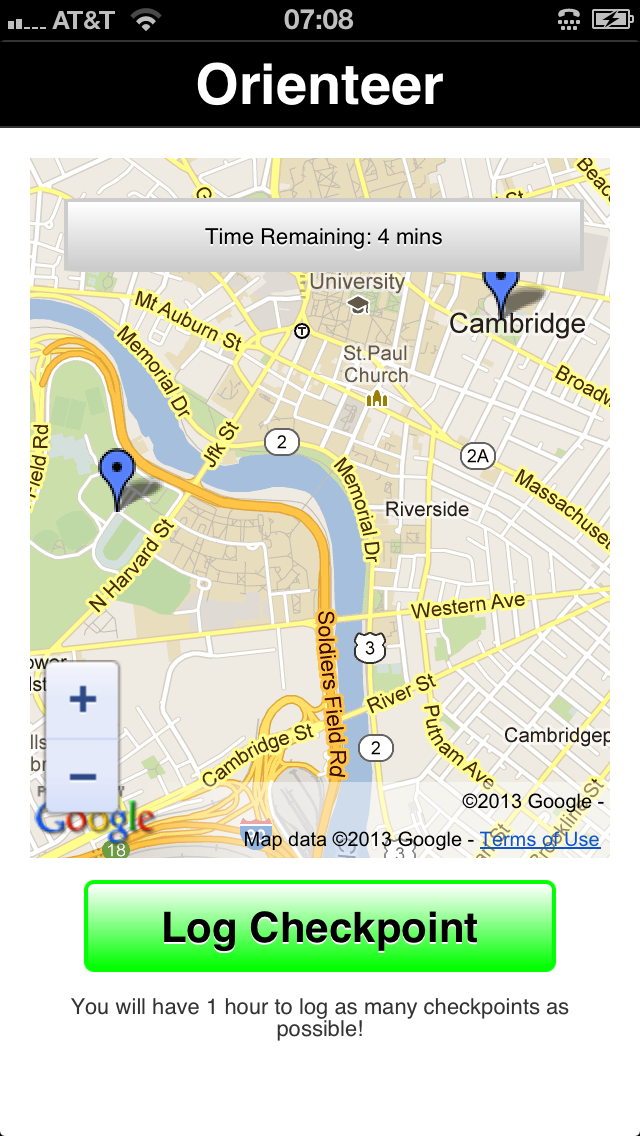 AT&T
07:08
Orienteer
Time Remaining: 4 mins
University
Cambridge
Mt Auburn St
Memorial Dr
St.Paul
Church
Jfk St
2
2A
Broadw
Massachuset
Field Rd
Memorial Dr
Riverside
N Harvard St
Western Ave
Soldiers Field Rd
3
River St
2
Putnam Ave
Cambridgep
Cambridge St
+
−
Google
18
©2013 Google -
Map data ©2013 Google - Terms of Use
Log Checkpoint
You will have 1 hour to log as many checkpoints as
possible!